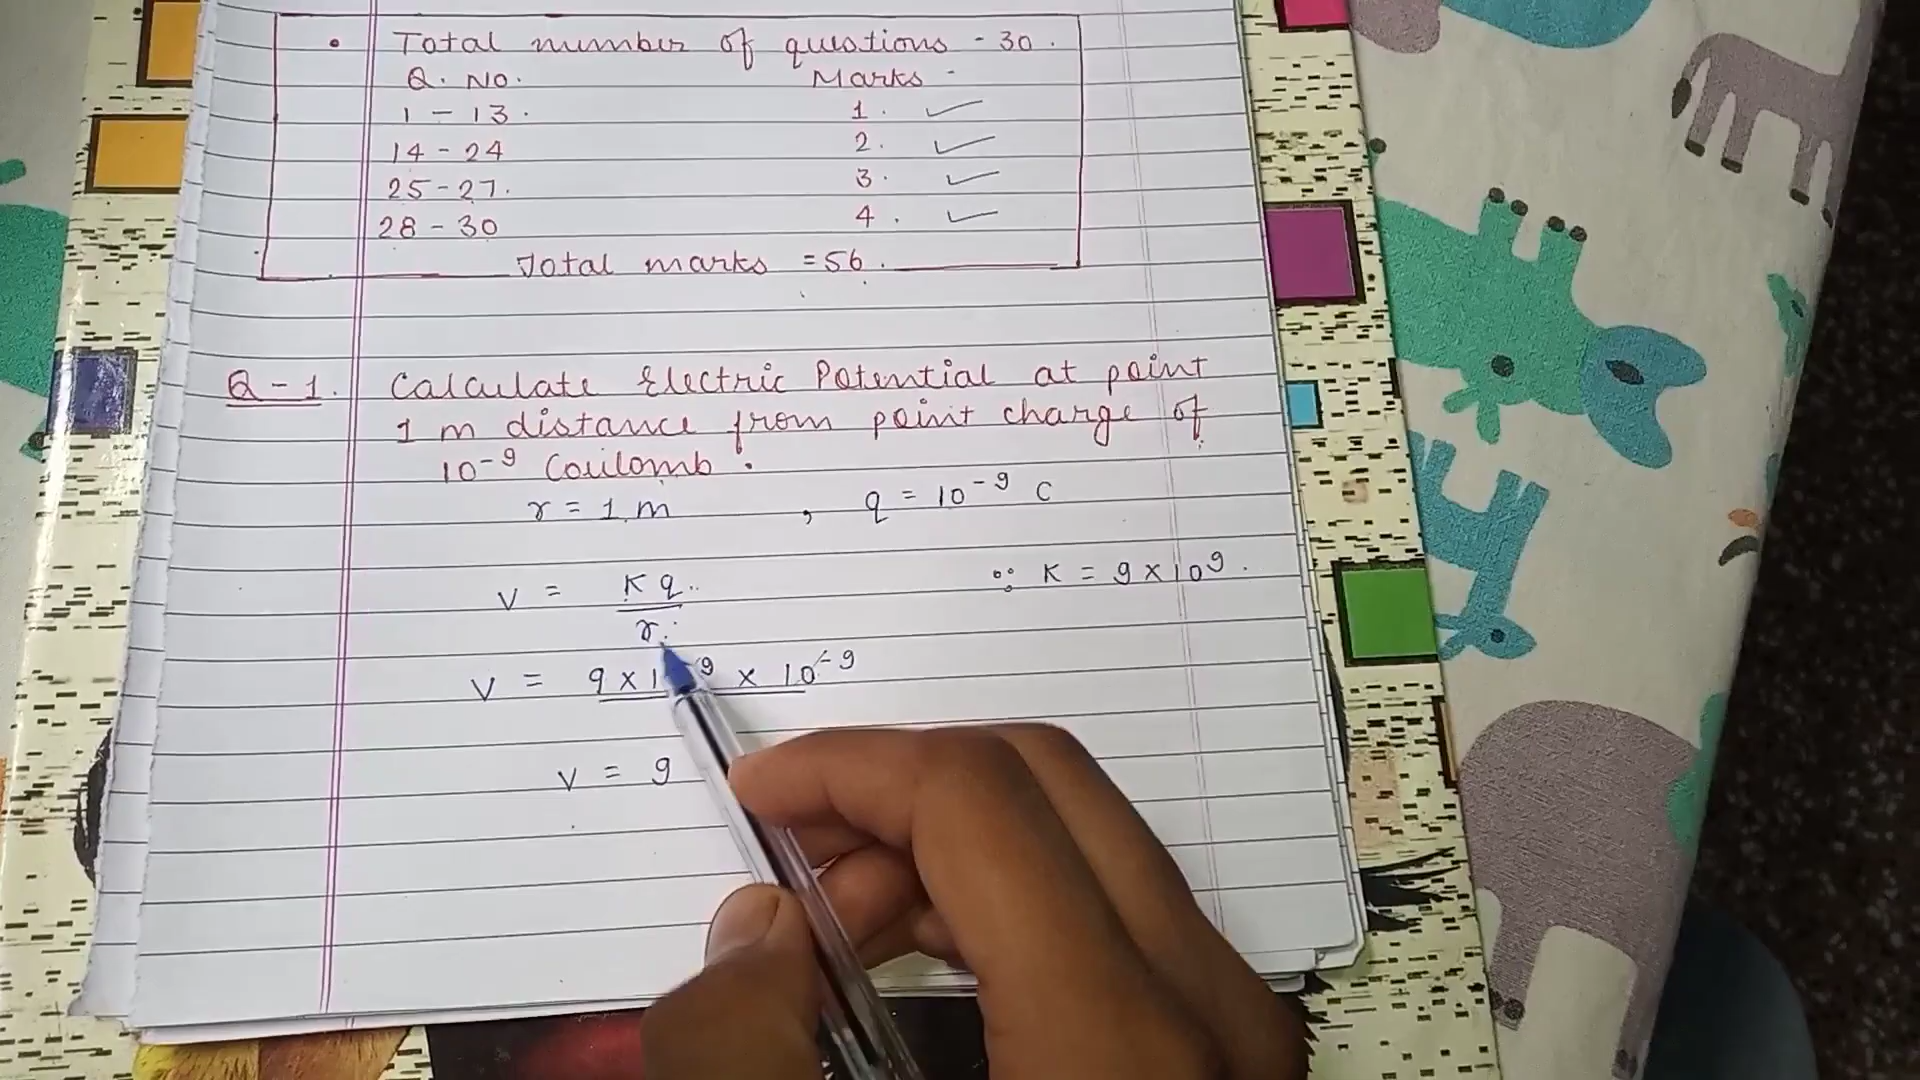 • Total number of questions - 30.
Q. No. Marks -
1 - 13. 1.
14 - 24 2.
25 - 27. 3.
28 - 30 4.
Total marks = 56.
Q-1. Calculate Electric Potential at point
1 m distance from point charge of
10⁻⁹ Coulomb.
r = 1 m , q = 10⁻⁹ C
V = Kq/r ∵ K = 9 × 10⁹.
V = 9 × 10⁹ × 10⁻⁹
V = 9